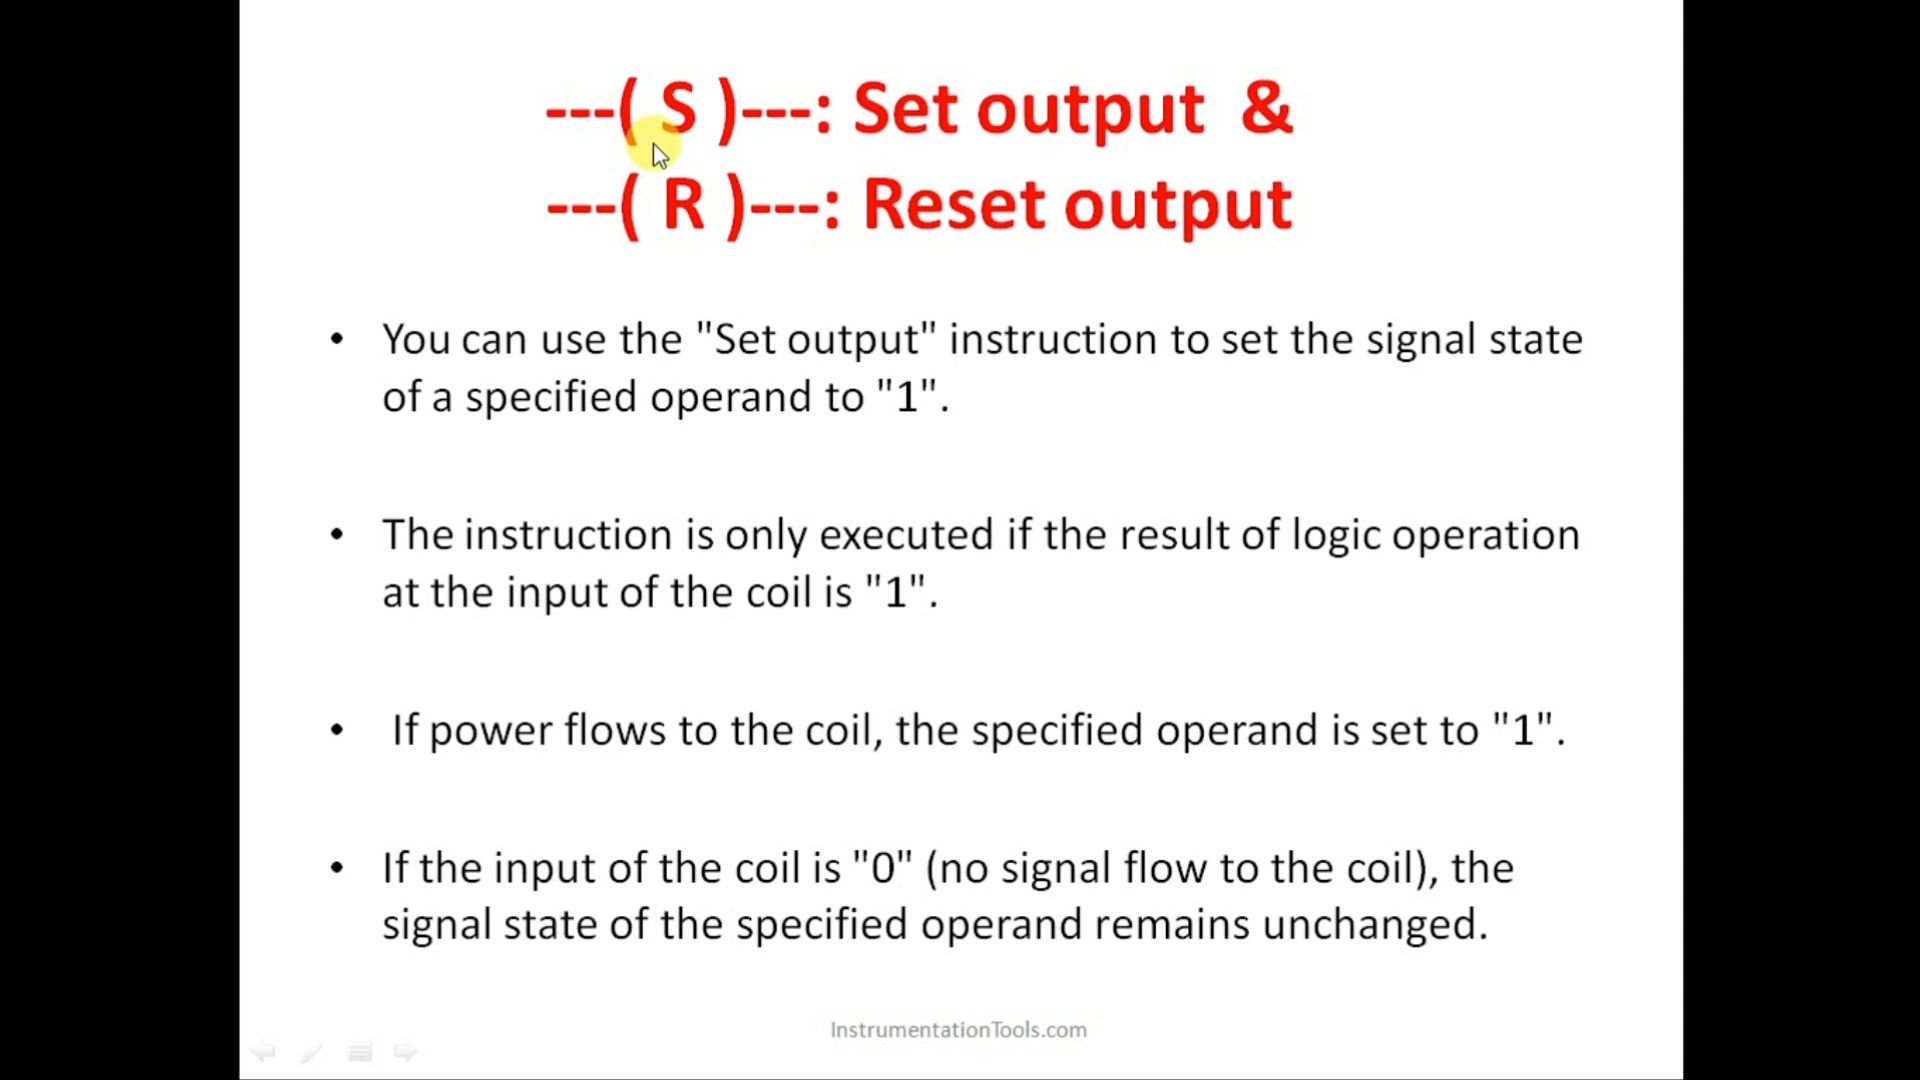 ---( S )---: Set output  &
---( R )---: Reset output
• You can use the "Set output" instruction to set the signal state
of a specified operand to "1".
• The instruction is only executed if the result of logic operation
at the input of the coil is "1".
• If power flows to the coil, the specified operand is set to "1".
• If the input of the coil is "0" (no signal flow to the coil), the
signal state of the specified operand remains unchanged.
InstrumentationTools.com